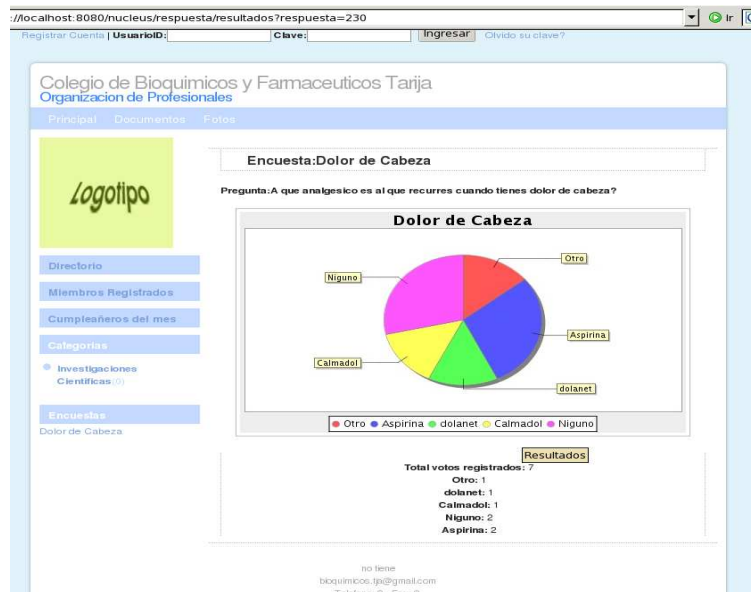 ://localhost:8080/nucleus/respuesta/resultados?respuesta=230 Ir
Registrar Cuenta | UsuarioID: Clave: Ingresar Olvido su clave?
Colegio de Bioquimicos y Farmaceuticos Tarija
Organizacion de Profesionales
Principal Documentos Fotos
Logotipo
Directorio
Miembros Registrados
Cumpleañeros del mes
Categorias
Investigaciones
Cientificas(0)
Encuestas
Dolor de Cabeza
Encuesta:Dolor de Cabeza
Pregunta:A que analgesico es al que recurres cuando tienes dolor de cabeza?
Dolor de Cabeza
Otro
Niguno
Aspirina
Calmadol
dolanet
Otro Aspirina dolanet Calmadol Niguno
Resultados
Total votos registrados: 7
Otro: 1
dolanet: 1
Calmadol: 1
Niguno: 2
Aspirina: 2
no tiene
bioquimicos.tja@gmail.com